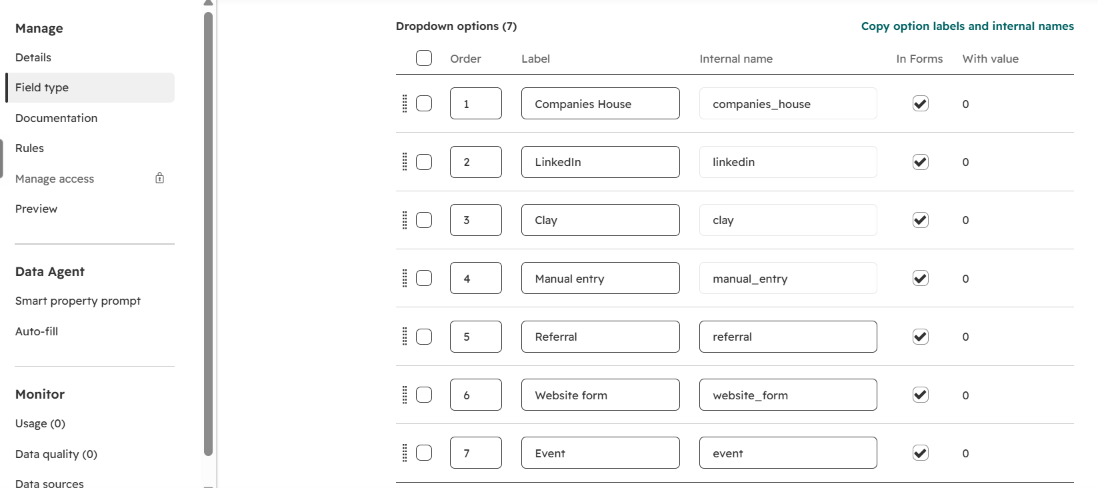 Manage
Details
Field type
Documentation
Rules
Manage access
Preview
Data Agent
Smart property prompt
Auto-fill
Monitor
Usage (0)
Data quality (0)
Data sources
Dropdown options (7) Copy option labels and internal names
Order Label Internal name In Forms With value
1 Companies House companies_house 0
2 LinkedIn linkedin 0
3 Clay clay 0
4 Manual entry manual_entry 0
5 Referral referral 0
6 Website form website_form 0
7 Event event 0